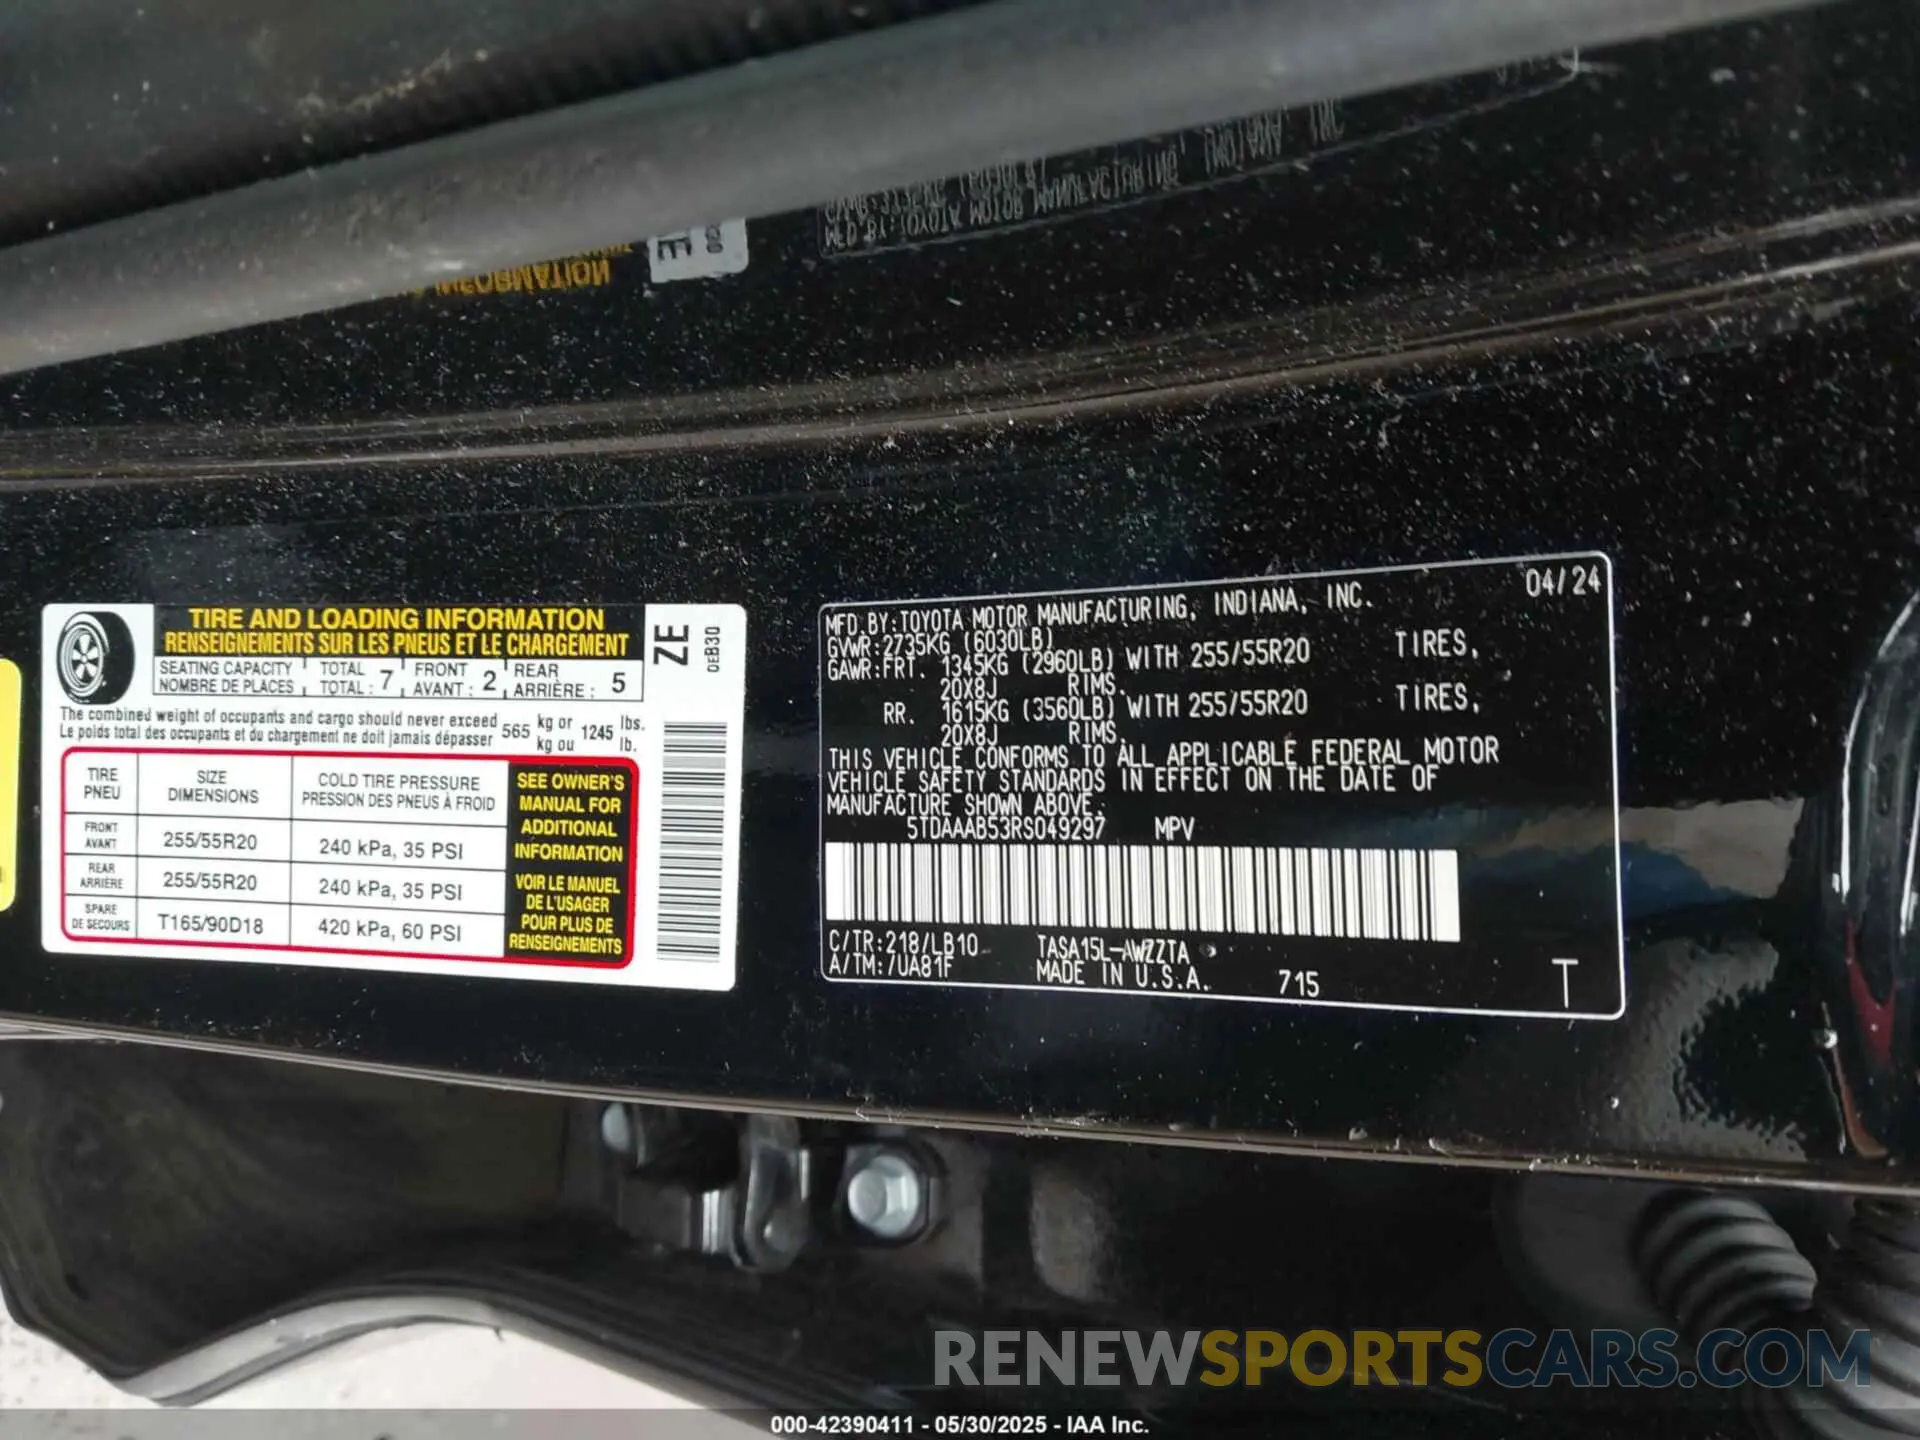 TIRE AND LOADING INFORMATION
RENSEIGNEMENTS SUR LES PNEUS ET LE CHARGEMENT
SEATING CAPACITY TOTAL 7 FRONT 2 REAR 5
NOMBRE DE PLACES TOTAL : AVANT : ARRIÈRE :
The combined weight of occupants and cargo should never exceed 565 kg or 1245 lbs.
Le poids total des occupants et du chargement ne doit jamais dépasser kg ou lb.
TIRE SIZE COLD TIRE PRESSURE
PNEU DIMENSIONS PRESSION DES PNEUS À FROID
FRONT
AVANT 255/55R20 240 kPa, 35 PSI
REAR
ARRIÈRE 255/55R20 240 kPa, 35 PSI
SPARE
DE SECOURS T165/90D18 420 kPa, 60 PSI
SEE OWNER'S
MANUAL FOR
ADDITIONAL
INFORMATION
VOIR LE MANUEL
DE L'USAGER
POUR PLUS DE
RENSEIGNEMENTS
ZE
0EB30
04/24
MFD.BY:TOYOTA MOTOR MANUFACTURING, INDIANA, INC.
GVWR:2735KG (6030LB)
GAWR:FRT. 1345KG (2960LB) WITH 255/55R20 TIRES,
20X8J RIMS.
RR. 1615KG (3560LB) WITH 255/55R20 TIRES,
20X8J RIMS.
THIS VEHICLE CONFORMS TO ALL APPLICABLE FEDERAL MOTOR
VEHICLE SAFETY STANDARDS IN EFFECT ON THE DATE OF
MANUFACTURE SHOWN ABOVE.
5TDAAAB53RS049297 MPV
C/TR:218/LB10 TASA15L-AWZZTA
A/TM:/UA81F MADE IN U.S.A. 715 T
RENEWSPORTSCARS.COM
000-42390411 - 05/30/2025 - IAA Inc.